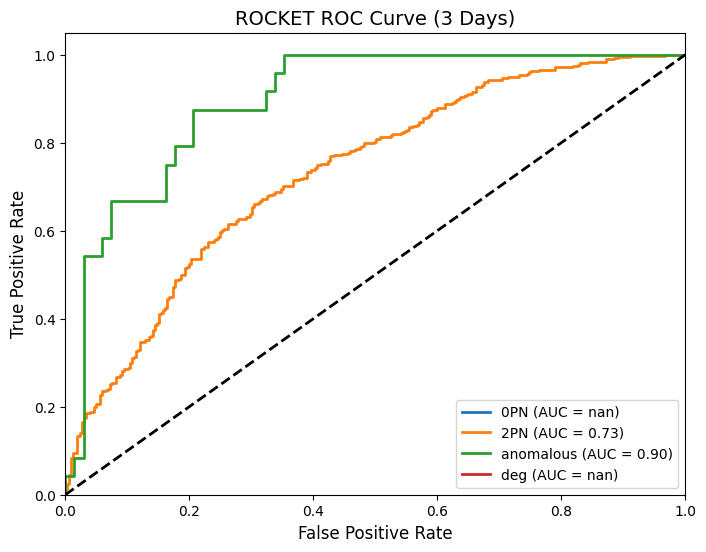 ROCKET ROC Curve (3 Days)
True Positive Rate
1.0
0.8
0.6
0.4
0.2
0.0
0.0 0.2 0.4 0.6 0.8 1.0
False Positive Rate
0PN (AUC = nan)
2PN (AUC = 0.73)
anomalous (AUC = 0.90)
deg (AUC = nan)